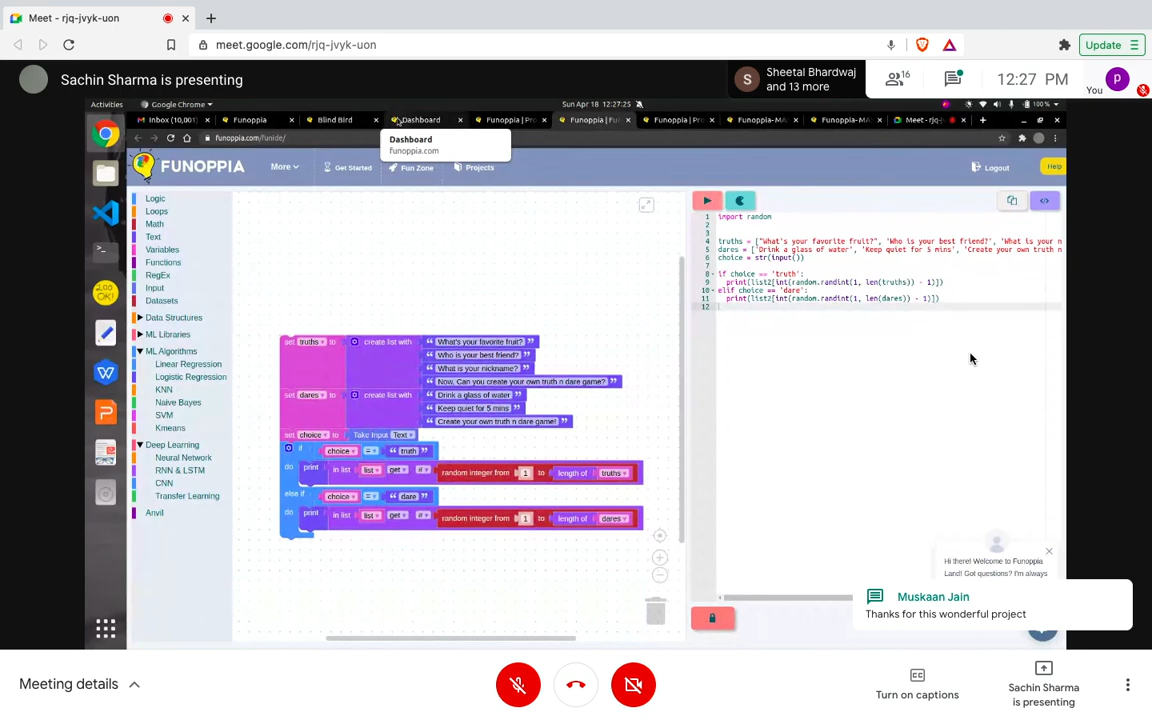 Meet - rjq-jvyk-uon
meet.google.com/rjq-jvyk-uon
Update
Sachin Sharma is presenting
S
Sheetal Bhardwaj
and 13 more
16
12:27 PM
You
p
Activities
Google Chrome
Sun Apr 18 12:27:25
100%
Inbox (10,001)
Funoppia
Blind Bird
Dashboard
Funoppia | Pro
Funoppia | Fu
Funoppia | Pro
Funoppia-MA
Funoppia-MA
Meet - rjq
funoppia.com/funide/
Dashboard
funoppia.com
FUNOPPIA
More
Get Started
Fun Zone
Projects
Logout
Help
Logic
Loops
Math
Text
Variables
Functions
RegEx
Input
Datasets
Data Structures
ML Libraries
ML Algorithms
Linear Regression
Logistic Regression
KNN
Naive Bayes
SVM
Kmeans
Deep Learning
Neural Network
RNN & LSTM
CNN
Transfer Learning
Anvil
set truths to create list with “ What's your favorite fruit? ”
“ Who is your best friend? ”
“ What is your nickname? ”
“ Now, Can you create your own truth n dare game? ”
set dares to create list with “ Drink a glass of water ”
“ Keep quiet for 5 mins ”
“ Create your own truth n dare game! ”
set choice to Take Input Text
if choice = “ truth ”
do print in list list get # random integer from 1 to length of truths
else if choice = “ dare ”
do print in list list get # random integer from 1 to length of dares
1 import random
2
3
4 truths = ["What's your favorite fruit?", 'Who is your best friend?', 'What is your n
5 dares = ['Drink a glass of water', 'Keep quiet for 5 mins', 'Create your own truth n
6 choice = str(input())
7
8 if choice == 'truth':
9 print(list2[int(random.randint(1, len(truths)) - 1)])
10 elif choice == 'dare':
11 print(list2[int(random.randint(1, len(dares)) - 1)])
12
Hi there! Welcome to Funoppia
Land! Got questions? I'm always
Muskaan Jain
Thanks for this wonderful project
Meeting details
Turn on captions
Sachin Sharma
is presenting